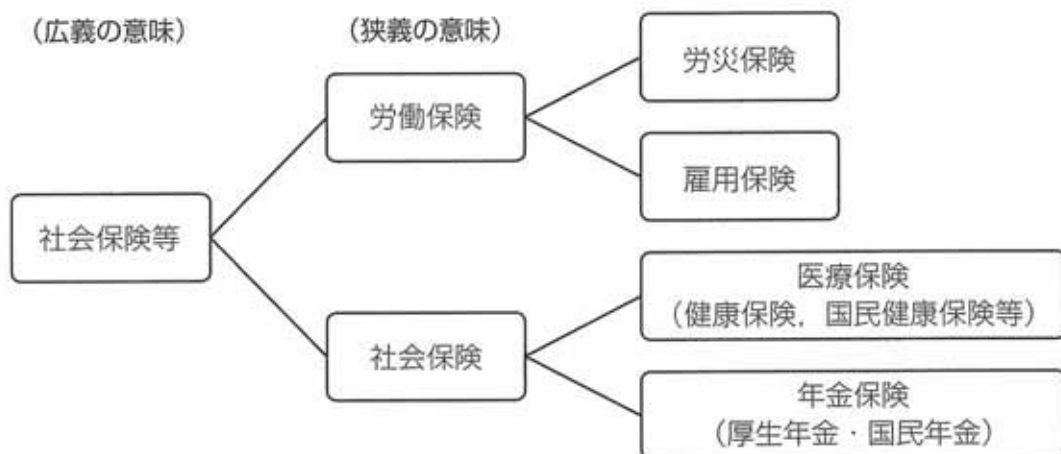 (広義の意味)
(狭義の意味)
社会保険等
労働保険
労災保険
雇用保険
社会保険
医療保険
(健康保険,国民健康保険等)
年金保険
(厚生年金・国民年金)